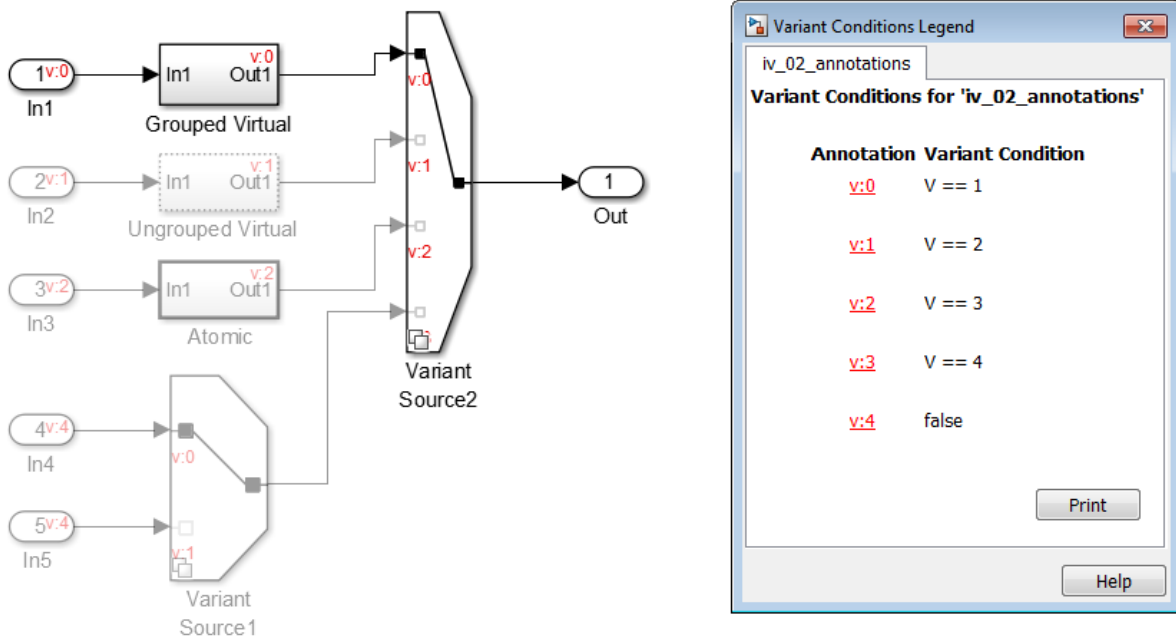 1 v:0
In1
In1 Out1
v:0
Grouped Virtual
2 v:1
In2
In1 Out1
v:1
Ungrouped Virtual
3 v:2
In3
In1 Out1
v:2
Atomic
4 v:4
In4
5 v:4
In5
v:0
v:1
Variant
Source1
v:0
v:1
v:2
Variant
Source2
1
Out
Variant Conditions Legend
iv_02_annotations
Variant Conditions for 'iv_02_annotations'
Annotation Variant Condition
v:0 V == 1
v:1 V == 2
v:2 V == 3
v:3 V == 4
v:4 false
Print
Help